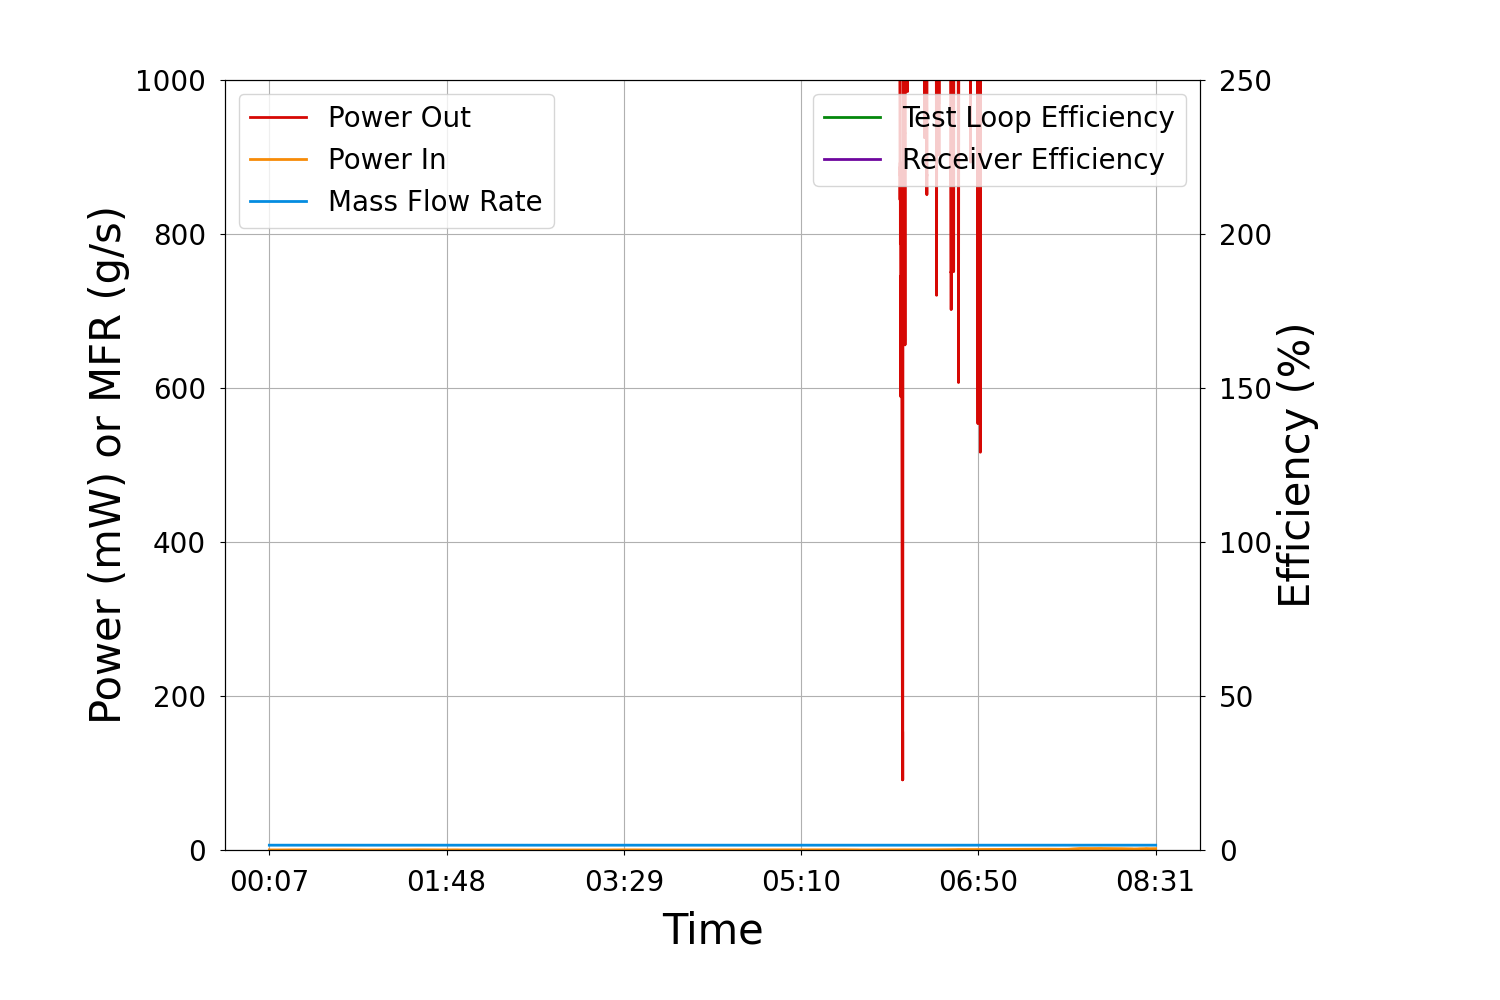 1000
800
600
400
200
0
Power (mW) or MFR (g/s)
Power Out
Power In
Mass Flow Rate
Test Loop Efficiency
Receiver Efficiency
250
200
150
100
50
0
Efficiency (%)
00:07 01:48 03:29 05:10 06:50 08:31
Time